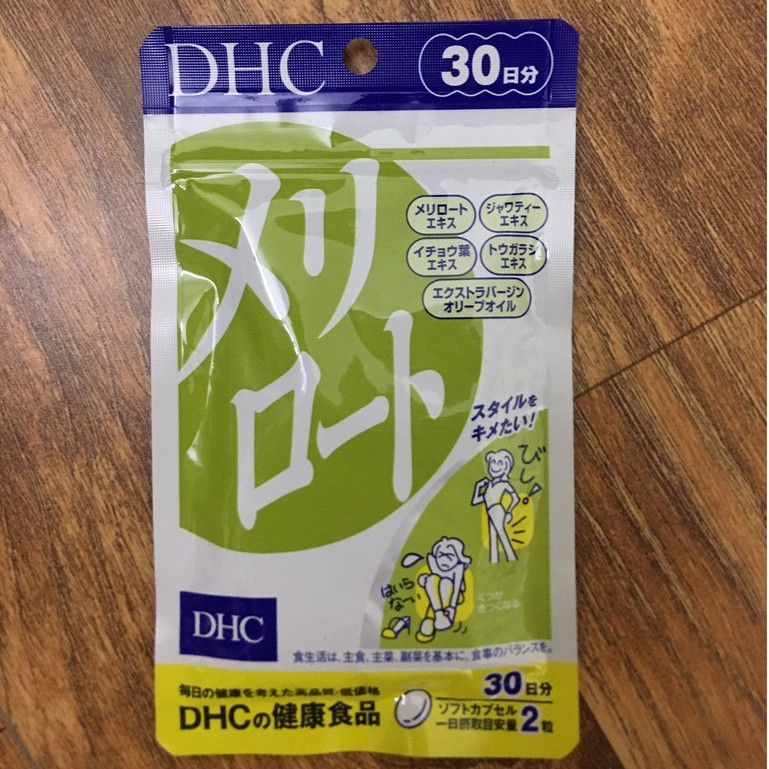 DHC
30日分
メリロート
メリロート
エキス
ジャワティー
エキス
イチョウ葉
エキス
トウガラシ
エキス
エクストラバージン
オリーブオイル
スタイルを
キメたい!
びしっ
はいら
なーい
くつが
きつくなる
DHC
食生活は、主食、主菜、副菜を基本に、食事のバランスを。
毎日の健康を考えた高品質・低価格
DHCの健康食品
30日分
ソフトカプセル
一日摂取目安量2粒